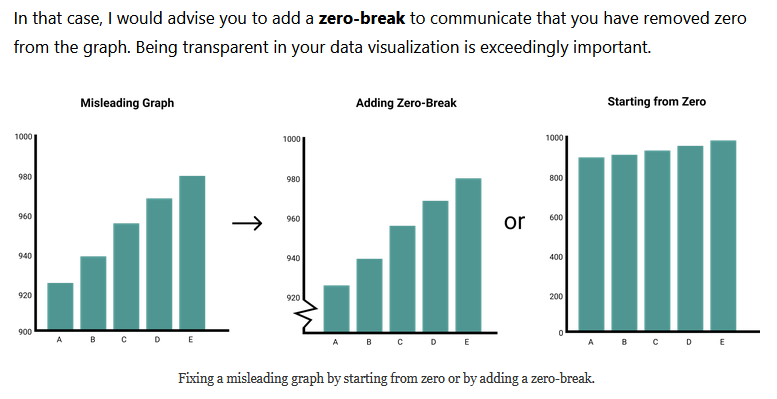 In that case, I would advise you to add a zero-break to communicate that you have removed zero
from the graph. Being transparent in your data visualization is exceedingly important.
Misleading Graph
1000
980
960
940
920
900
A B C D E
Adding Zero-Break
1000
980
960
940
920
A B C D E
or
Starting from Zero
1000
800
600
400
200
0
A B C D E
Fixing a misleading graph by starting from zero or by adding a zero-break.